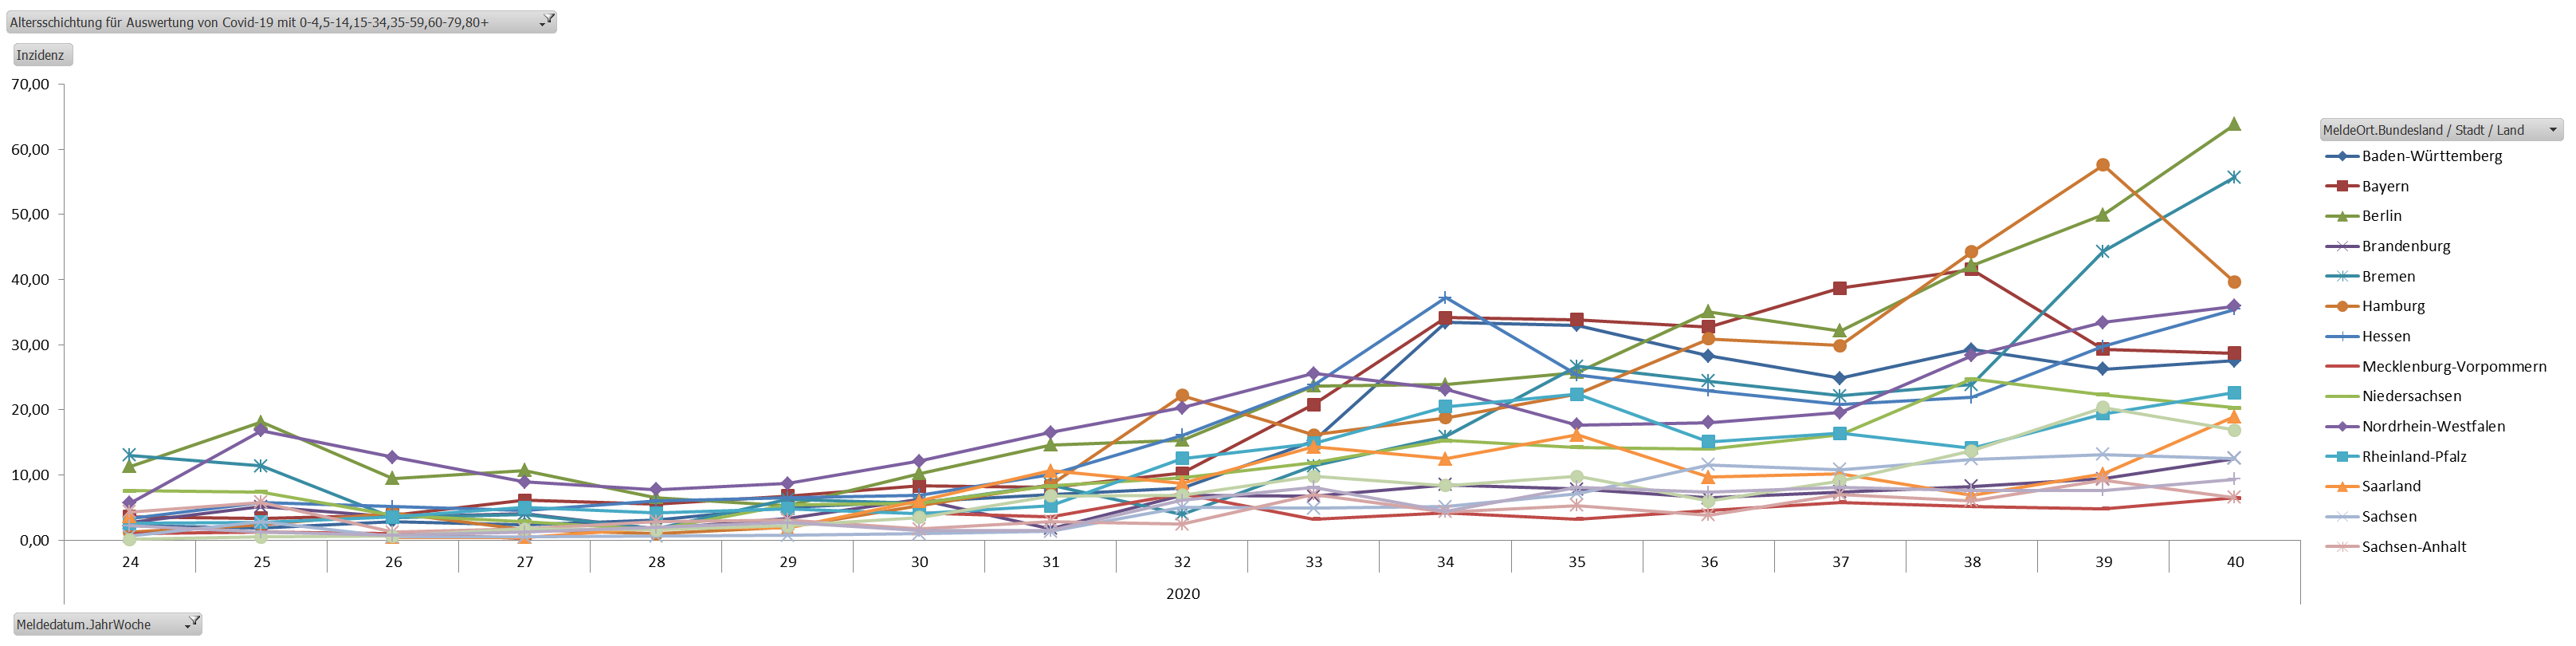 Altersschichtung für Auswertung von Covid-19 mit 0-4,5-14,15-34,35-59,60-79,80+
Inzidenz
70,00
60,00
50,00
40,00
30,00
20,00
10,00
0,00
24 25 26 27 28 29 30 31 32 33 34 35 36 37 38 39 40
2020
Meldedatum.JahrWoche
MeldeOrt.Bundesland / Stadt / Land
Baden-Württemberg
Bayern
Berlin
Brandenburg
Bremen
Hamburg
Hessen
Mecklenburg-Vorpommern
Niedersachsen
Nordrhein-Westfalen
Rheinland-Pfalz
Saarland
Sachsen
Sachsen-Anhalt